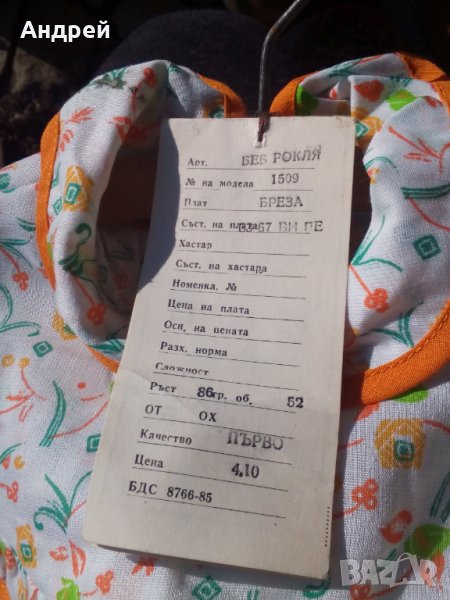 Андрей
Арт. БЕБ РОКЛЯ
№ на модела 1509
Плат БРЕЗА
Съст. на плата 33-67 ВИ ПЕ
Хастар
Съст. на хастара
Номенкл. №
Цена на плата
Осн. на цената
Разх. норма
Сложност
Ръст 86 гр. об. 52
ОТ ОХ
Качество ПЪРВО
Цена 4.10
БДС 8766-85
BAZAR